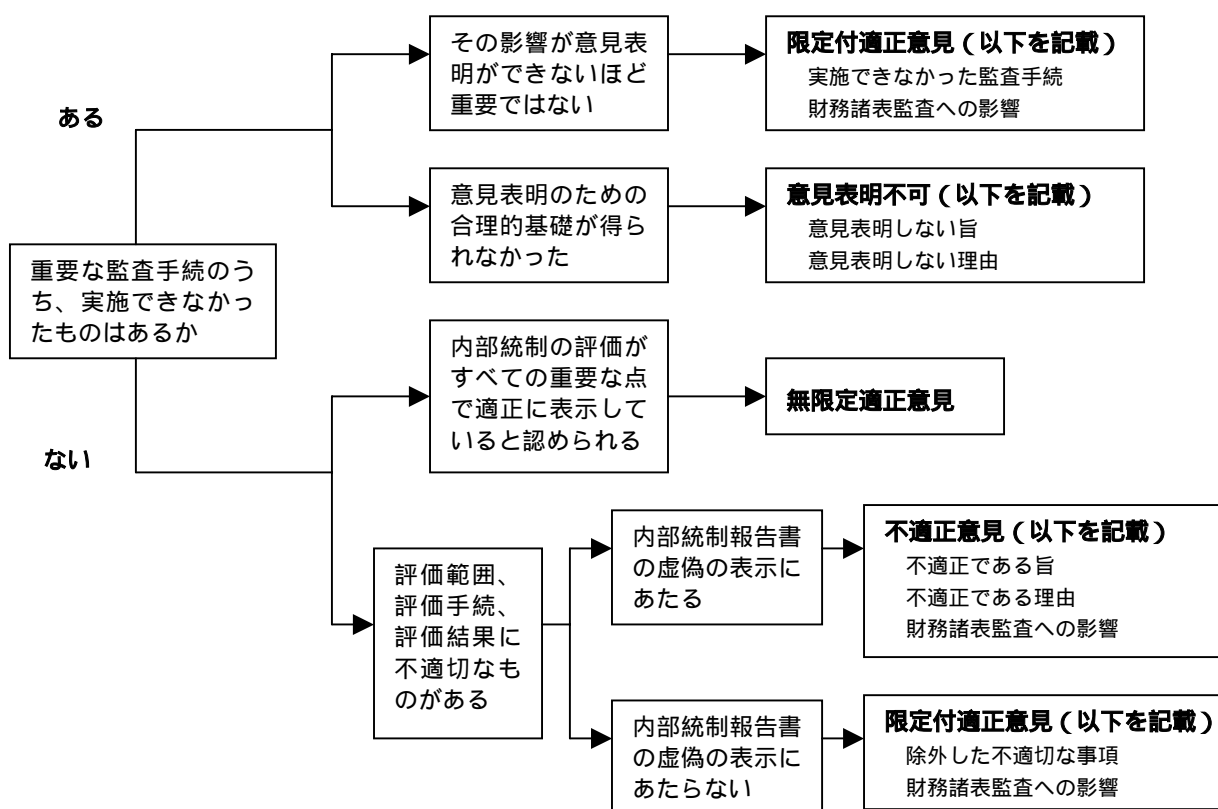 その影響が意見表
明ができないほど
重要ではない
限定付適正意見（以下を記載）
実施できなかった監査手続
財務諸表監査への影響
ある
意見表明のための
合理的基礎が得ら
れなかった
意見表明不可（以下を記載）
意見表明しない旨
意見表明しない理由
重要な監査手続のう
ち、実施できなかっ
たものはあるか
内部統制の評価が
すべての重要な点
で適正に表示して
いると認められる
無限定適正意見
ない
評価範囲、
評価手続、
評価結果に
不適切なも
のがある
内部統制報告書
の虚偽の表示に
あたる
不適正意見（以下を記載）
不適正である旨
不適正である理由
財務諸表監査への影響
内部統制報告書
の虚偽の表示に
あたらない
限定付適正意見（以下を記載）
除外した不適切な事項
財務諸表監査への影響